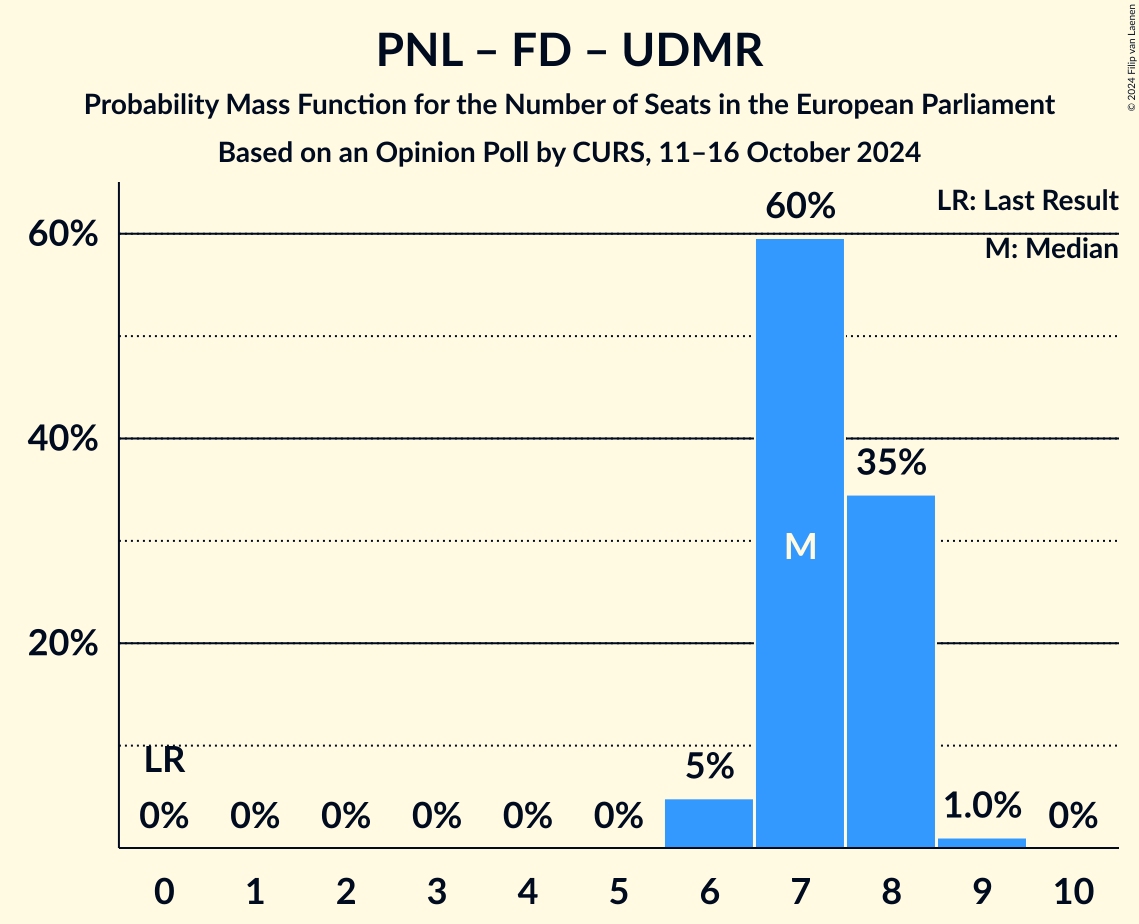 PNL – FD – UDMR
Probability Mass Function for the Number of Seats in the European Parliament
Based on an Opinion Poll by CURS, 11–16 October 2024
© 2024 Filip van Laenen
LR: Last Result
M: Median
60%
40%
20%
LR
0%
0%
0%
0%
0%
0%
5%
60%
M
35%
1.0%
0%
0 1 2 3 4 5 6 7 8 9 10